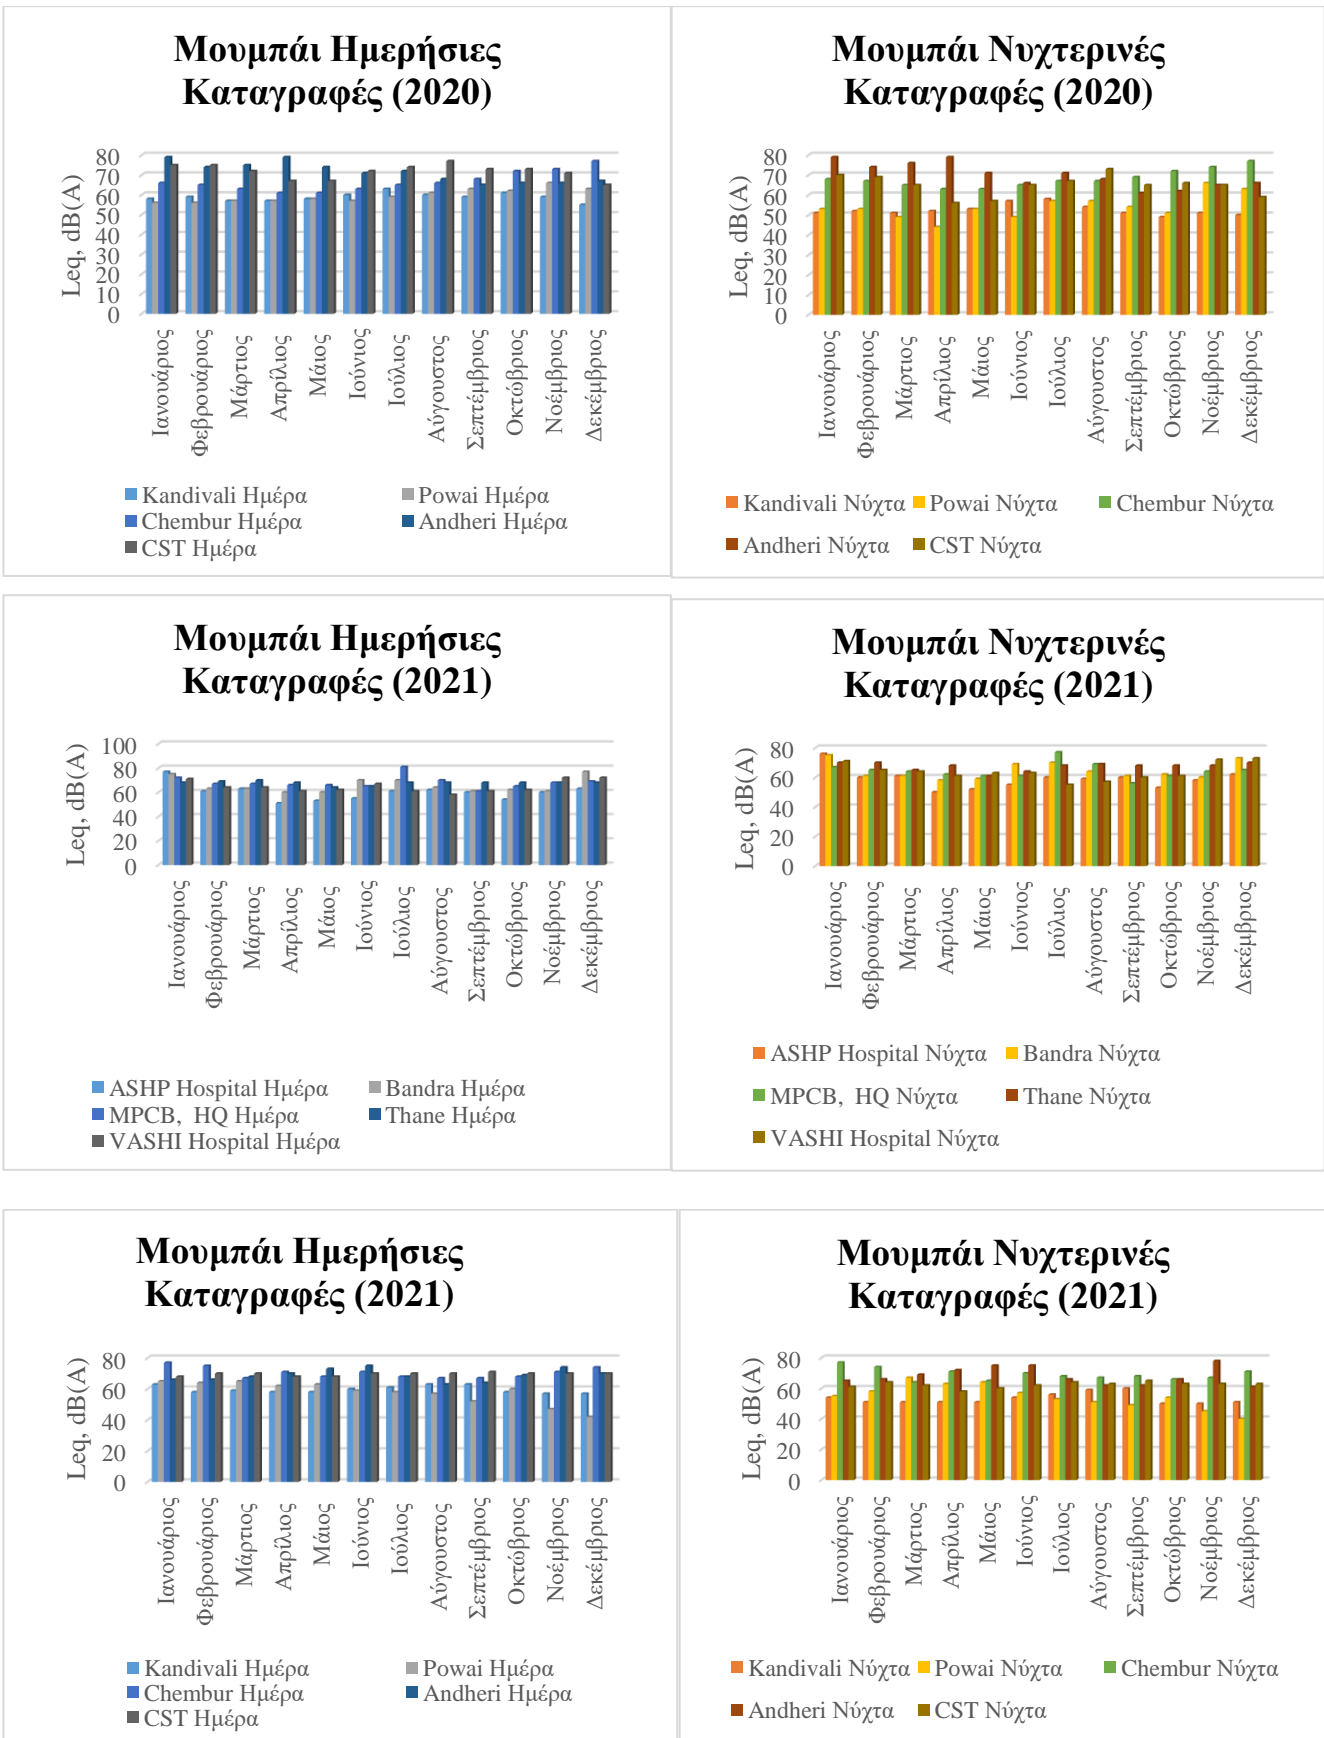 Μουμπάι Ημερήσιες
Καταγραφές (2020)
Leq, dB(A)
80
70
60
50
40
30
20
10
0
Ιανουάριος
Φεβρουάριος
Μάρτιος
Απρίλιος
Μάιος
Ιούνιος
Ιούλιος
Αύγουστος
Σεπτέμβριος
Οκτώβριος
Νοέμβριος
Δεκέμβριος
Kandivali Ημέρα
Powai Ημέρα
Chembur Ημέρα
Andheri Ημέρα
CST Ημέρα
Μουμπάι Νυχτερινές
Καταγραφές (2020)
Leq, dB(A)
80
70
60
50
40
30
20
10
0
Ιανουάριος
Φεβρουάριος
Μάρτιος
Απρίλιος
Μάιος
Ιούνιος
Ιούλιος
Αύγουστος
Σεπτέμβριος
Οκτώβριος
Νοέμβριος
Δεκέμβριος
Kandivali Νύχτα
Powai Νύχτα
Chembur Νύχτα
Andheri Νύχτα
CST Νύχτα
Μουμπάι Ημερήσιες
Καταγραφές (2021)
Leq, dB(A)
100
80
60
40
20
0
Ιανουάριος
Φεβρουάριος
Μάρτιος
Απρίλιος
Μάιος
Ιούνιος
Ιούλιος
Αύγουστος
Σεπτέμβριος
Οκτώβριος
Νοέμβριος
Δεκέμβριος
ASHP Hospital Ημέρα
Bandra Ημέρα
MPCB, HQ Ημέρα
Thane Ημέρα
VASHI Hospital Ημέρα
Μουμπάι Νυχτερινές
Καταγραφές (2021)
Leq, dB(A)
80
60
40
20
0
Ιανουάριος
Φεβρουάριος
Μάρτιος
Απρίλιος
Μάιος
Ιούνιος
Ιούλιος
Αύγουστος
Σεπτέμβριος
Οκτώβριος
Νοέμβριος
Δεκέμβριος
ASHP Hospital Νύχτα
Bandra Νύχτα
MPCB, HQ Νύχτα
Thane Νύχτα
VASHI Hospital Νύχτα
Μουμπάι Ημερήσιες
Καταγραφές (2021)
Leq, dB(A)
80
60
40
20
0
Ιανουάριος
Φεβρουάριος
Μάρτιος
Απρίλιος
Μάιος
Ιούνιος
Ιούλιος
Αύγουστος
Σεπτέμβριος
Οκτώβριος
Νοέμβριος
Δεκέμβριος
Kandivali Ημέρα
Powai Ημέρα
Chembur Ημέρα
Andheri Ημέρα
CST Ημέρα
Μουμπάι Νυχτερινές
Καταγραφές (2021)
Leq, dB(A)
80
60
40
20
0
Ιανουάριος
Φεβρουάριος
Μάρτιος
Απρίλιος
Μάιος
Ιούνιος
Ιούλιος
Αύγουστος
Σεπτέμβριος
Οκτώβριος
Νοέμβριος
Δεκέμβριος
Kandivali Νύχτα
Powai Νύχτα
Chembur Νύχτα
Andheri Νύχτα
CST Νύχτα